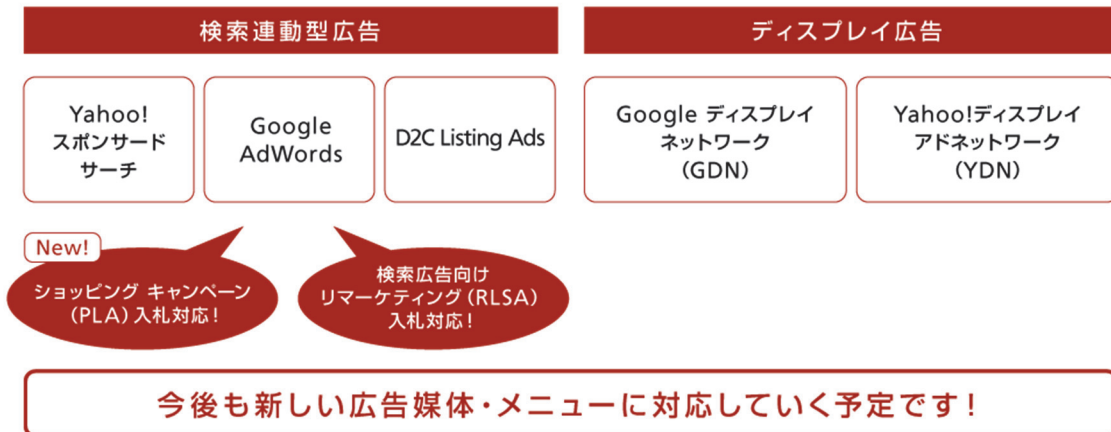 検索連動型広告
ディスプレイ広告
Yahoo!
スポンサード
サーチ
Google
AdWords
D2C Listing Ads
Google ディスプレイ
ネットワーク
(GDN)
Yahoo!ディスプレイ
アドネットワーク
(YDN)
New!
ショッピング キャンペーン
(PLA)入札対応!
検索広告向け
リマーケティング(RLSA)
入札対応!
今後も新しい広告媒体・メニューに対応していく予定です!